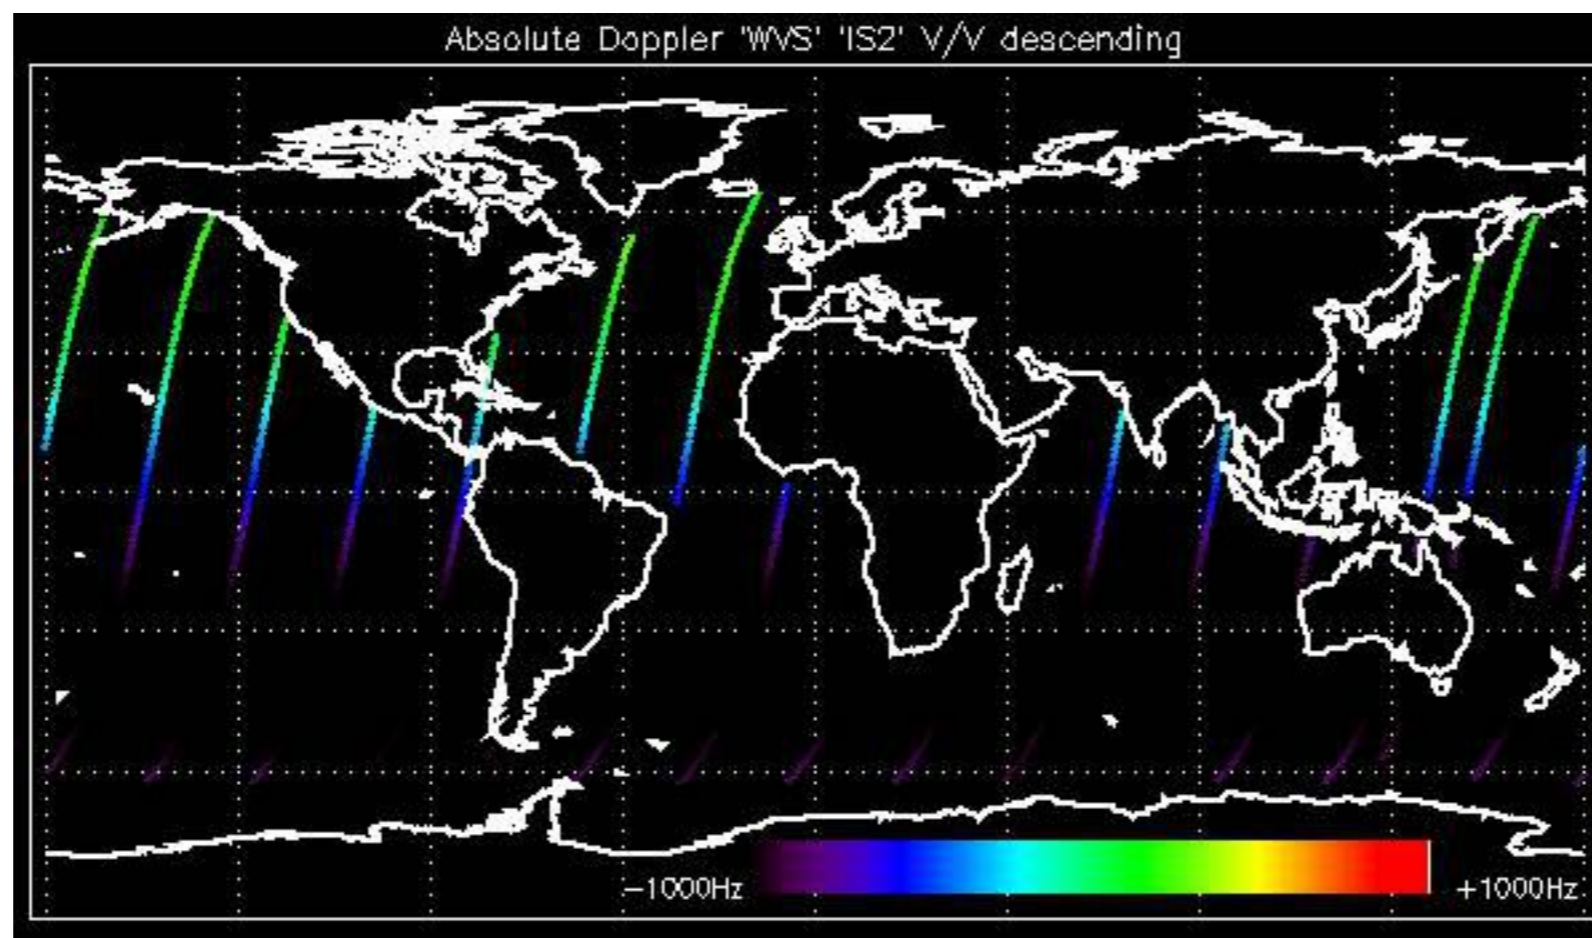 Absolute Doppler 'WVS' 'IS2' V/V descending
−1000Hz +1000Hz